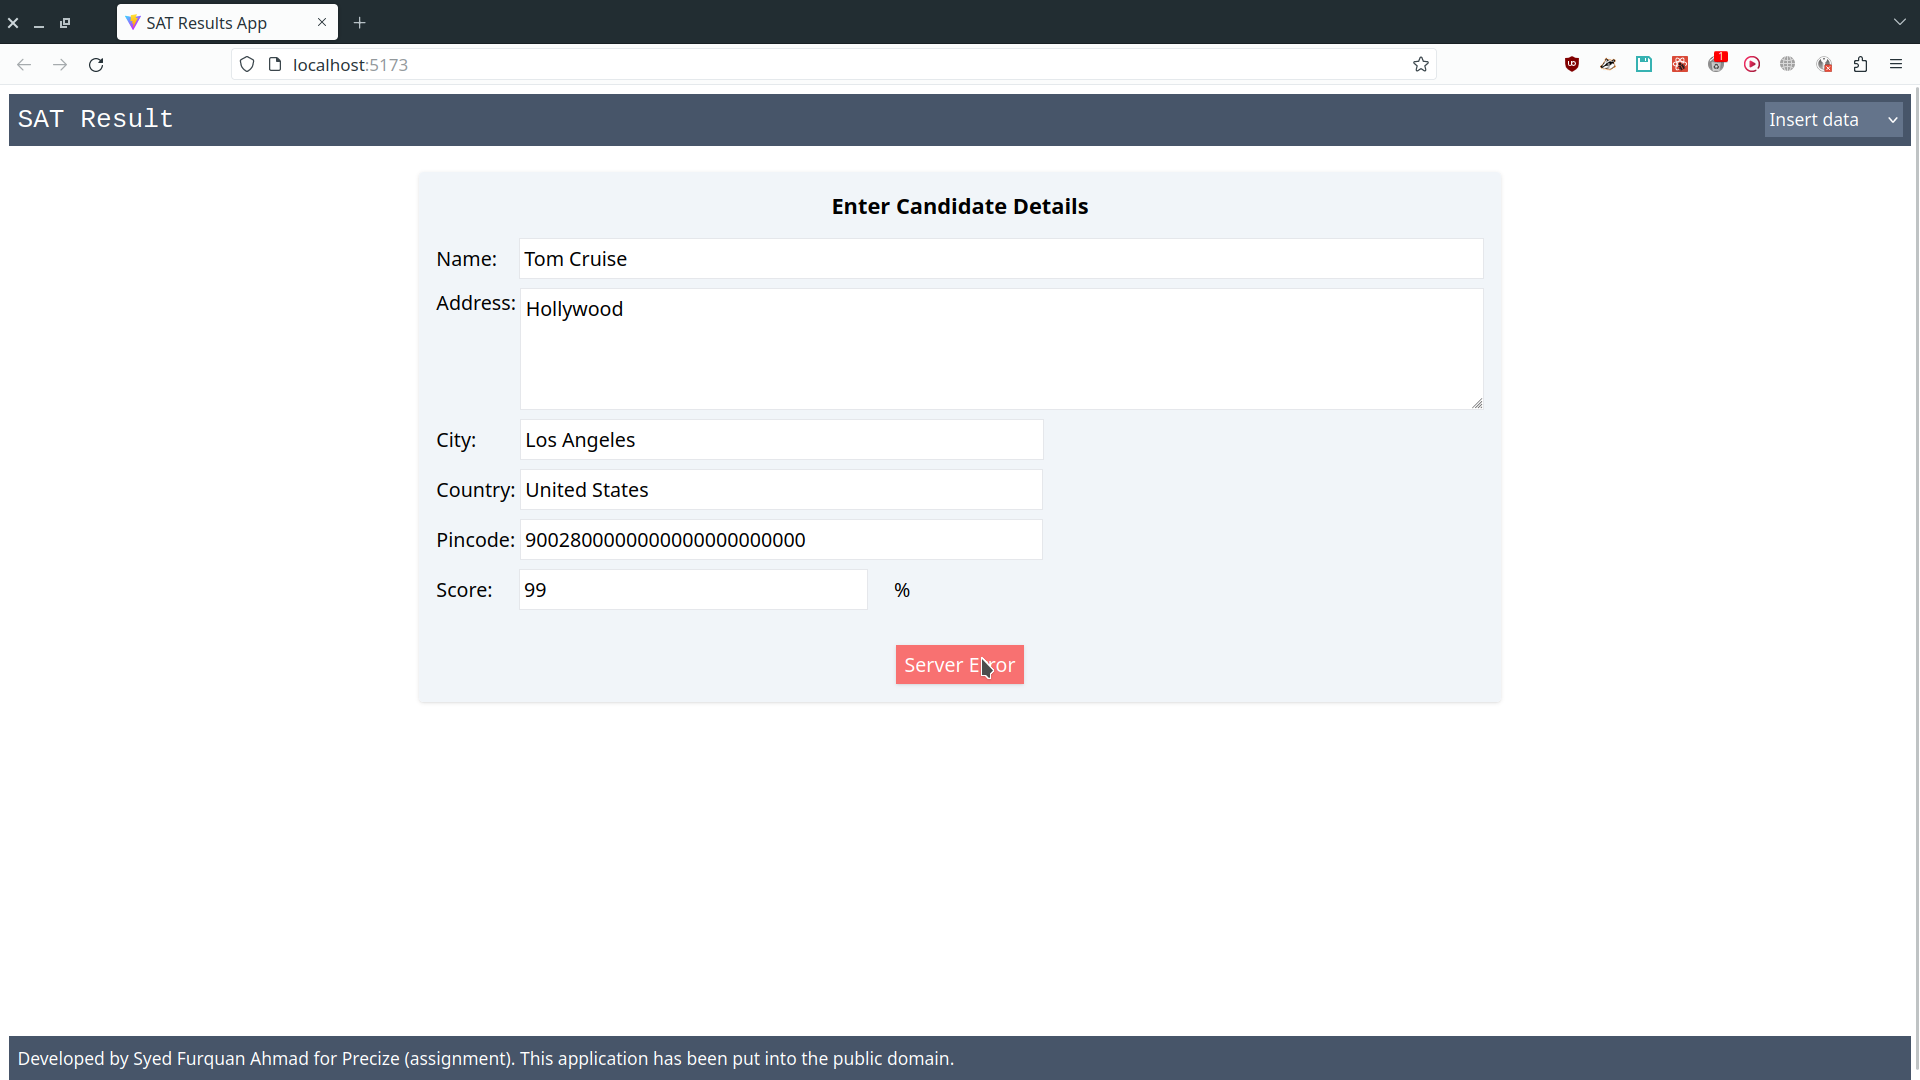 SAT Results App
localhost:5173
1
SAT Result
Insert data
Enter Candidate Details
Name: Tom Cruise
Address: Hollywood
City: Los Angeles
Country: United States
Pincode: 9002800000000000000000000
Score: 99 %
Server Error
Developed by Syed Furquan Ahmad for Precize (assignment). This application has been put into the public domain.